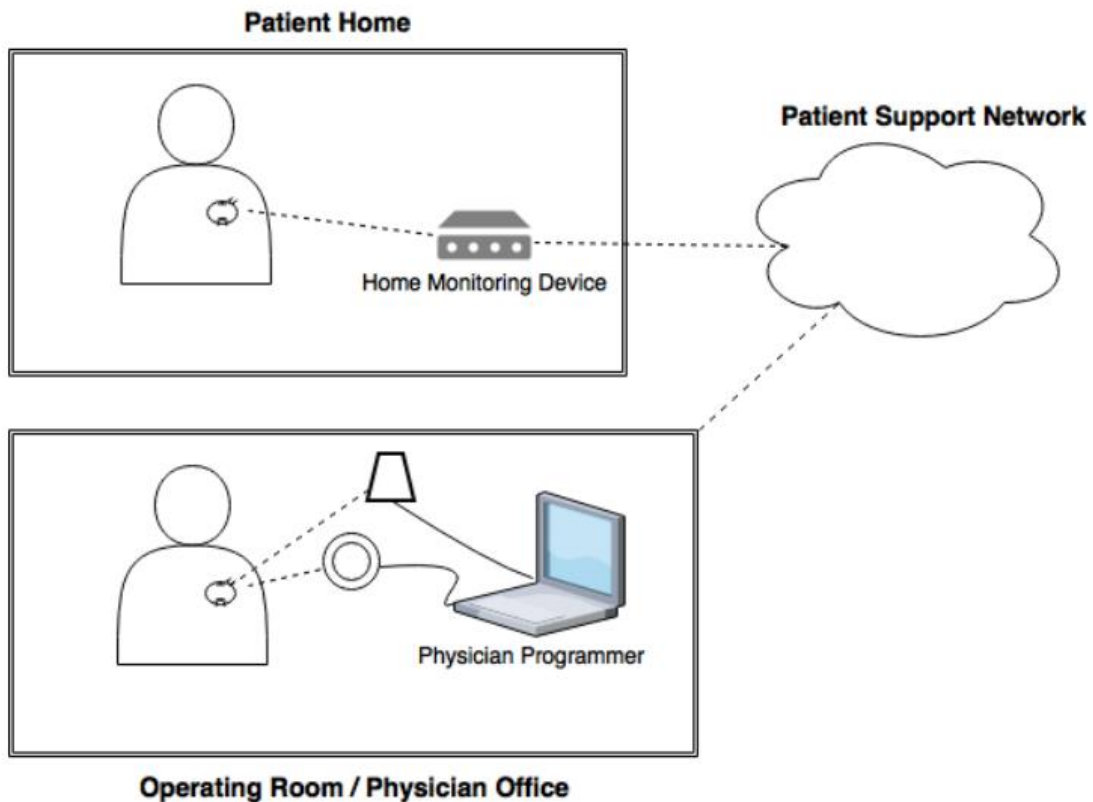 Patient Home
Patient Support Network
Home Monitoring Device
Physician Programmer
Operating Room / Physician Office